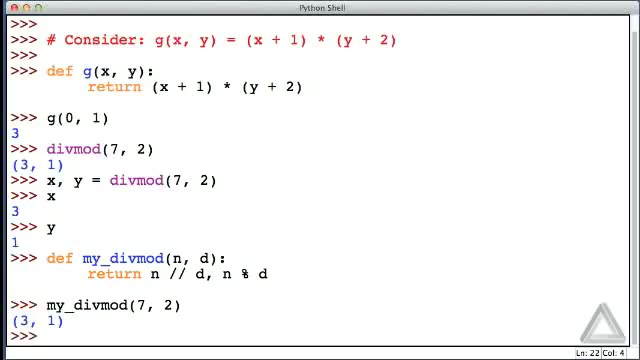 Python Shell
>>>
>>> # Consider: g(x, y) = (x + 1) * (y + 2)
>>>
>>> def g(x, y):
        return (x + 1) * (y + 2)
>>> g(0, 1)
3
>>> divmod(7, 2)
(3, 1)
>>> x, y = divmod(7, 2)
>>> x
3
>>> y
1
>>> def my_divmod(n, d):
        return n // d, n % d
>>> my_divmod(7, 2)
(3, 1)
>>>
Ln: 22 Col: 4